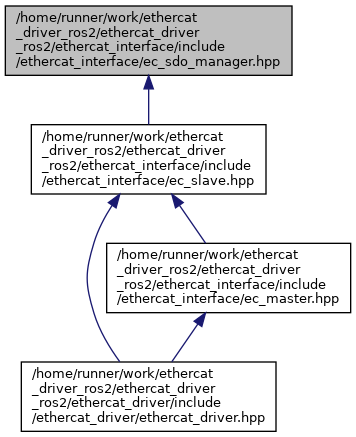 /home/runner/work/ethercat
_driver_ros2/ethercat_driver
_ros2/ethercat_interface/include
/ethercat_interface/ec_sdo_manager.hpp
/home/runner/work/ethercat
_driver_ros2/ethercat_driver
_ros2/ethercat_interface/include
/ethercat_interface/ec_slave.hpp
/home/runner/work/ethercat
_driver_ros2/ethercat_driver
_ros2/ethercat_interface/include
/ethercat_interface/ec_master.hpp
/home/runner/work/ethercat
_driver_ros2/ethercat_driver
_ros2/ethercat_driver/include
/ethercat_driver/ethercat_driver.hpp